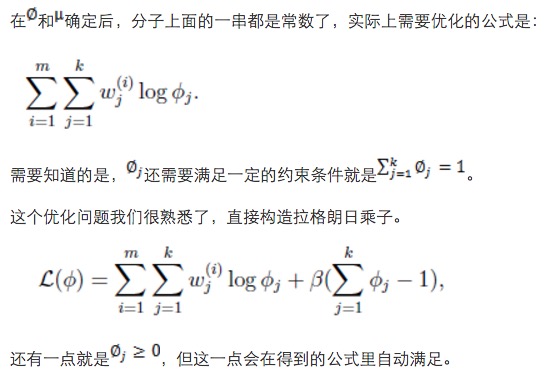 在∅和μ确定后，分子上面的一串都是常数了，实际上需要优化的公式是：
$\sum_{i=1}^{m}\sum_{j=1}^{k} w_j^{(i)} \log \phi_j.$
需要知道的是，$∅_j$还需要满足一定的约束条件就是$\sum_{j=1}^{k} ∅_j = 1$。
这个优化问题我们很熟悉了，直接构造拉格朗日乘子。
$\mathcal{L}(\phi) = \sum_{i=1}^{m}\sum_{j=1}^{k} w_j^{(i)} \log \phi_j + \beta(\sum_{j=1}^{k} \phi_j - 1),$
还有一点就是$∅_j ≥ 0$，但这一点会在得到的公式里自动满足。